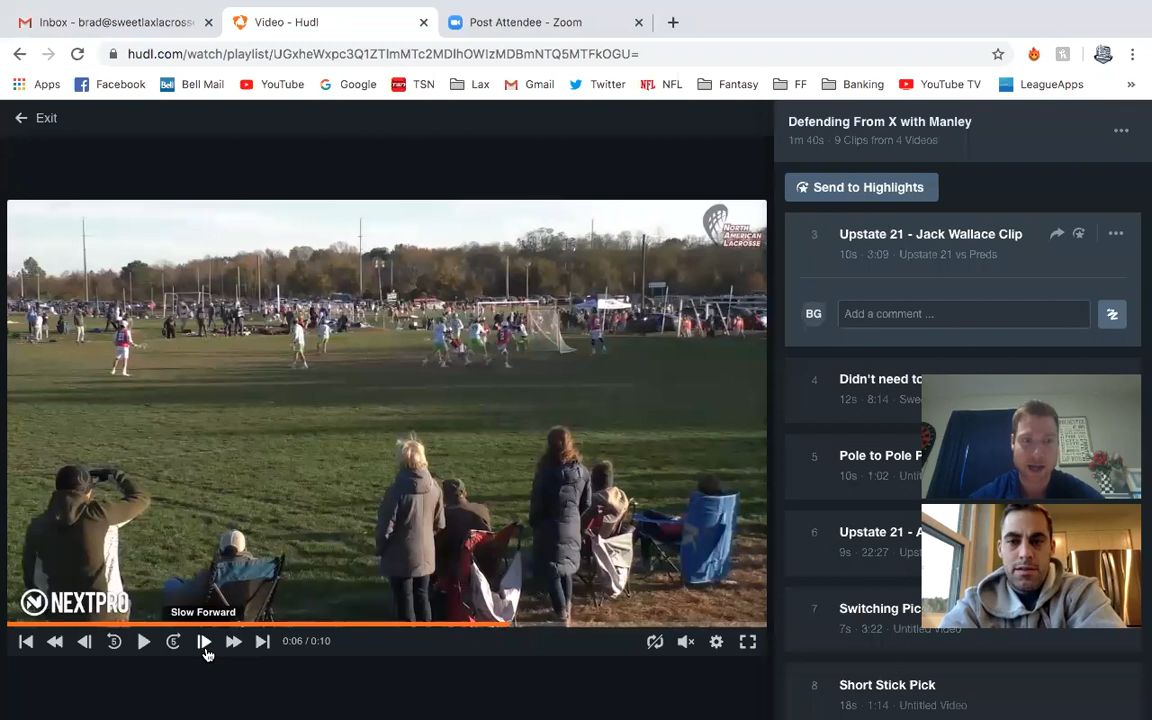 Inbox - brad@sweetlaxlacross
Video - Hudl
Post Attendee - Zoom
hudl.com/watch/playlist/UGxheWxpc3Q1ZTlmMTc2MDlhOWIzMDBmNTQ5MTFkOGU=
Apps
Facebook
Bell Mail
YouTube
Google
TSN
Lax
Gmail
Twitter
NFL
Fantasy
FF
Banking
YouTube TV
LeagueApps
»
Exit
Defending From X with Manley
1m 40s · 9 Clips from 4 Videos
Send to Highlights
3
Upstate 21 - Jack Wallace Clip
10s · 3:09 · Upstate 21 vs Preds
BG
Add a comment ...
4
Didn't need to
12s · 8:14 · Swe
5
Pole to Pole P
10s · 1:02 · Unti
6
Upstate 21 - A
9s · 22:27 · Upst
7
Switching Pic
7s · 3:22 · Untitled Video
8
Short Stick Pick
18s · 1:14 · Untitled Video
NORTH
AMERICAN
LACROSSE
NEXTPRO
Slow Forward
5
5
0:06 / 0:10